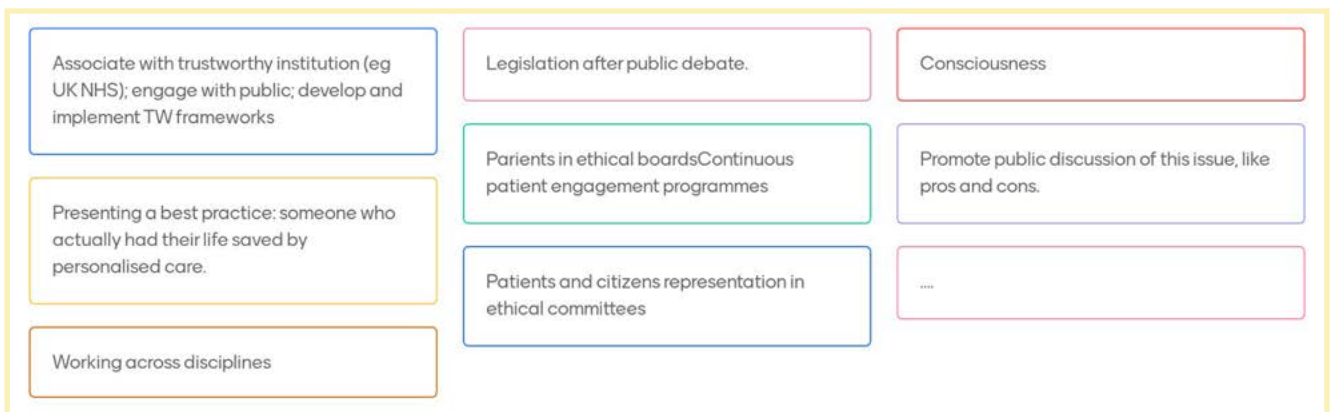 Associate with trustworthy institution (eg
UK NHS); engage with public; develop and
implement TW frameworks
Presenting a best practice: someone who
actually had their life saved by
personalised care.
Working across disciplines
Legislation after public debate.
Parients in ethical boardsContinuous
patient engagement programmes
Patients and citizens representation in
ethical committees
Consciousness
Promote public discussion of this issue, like
pros and cons.
....